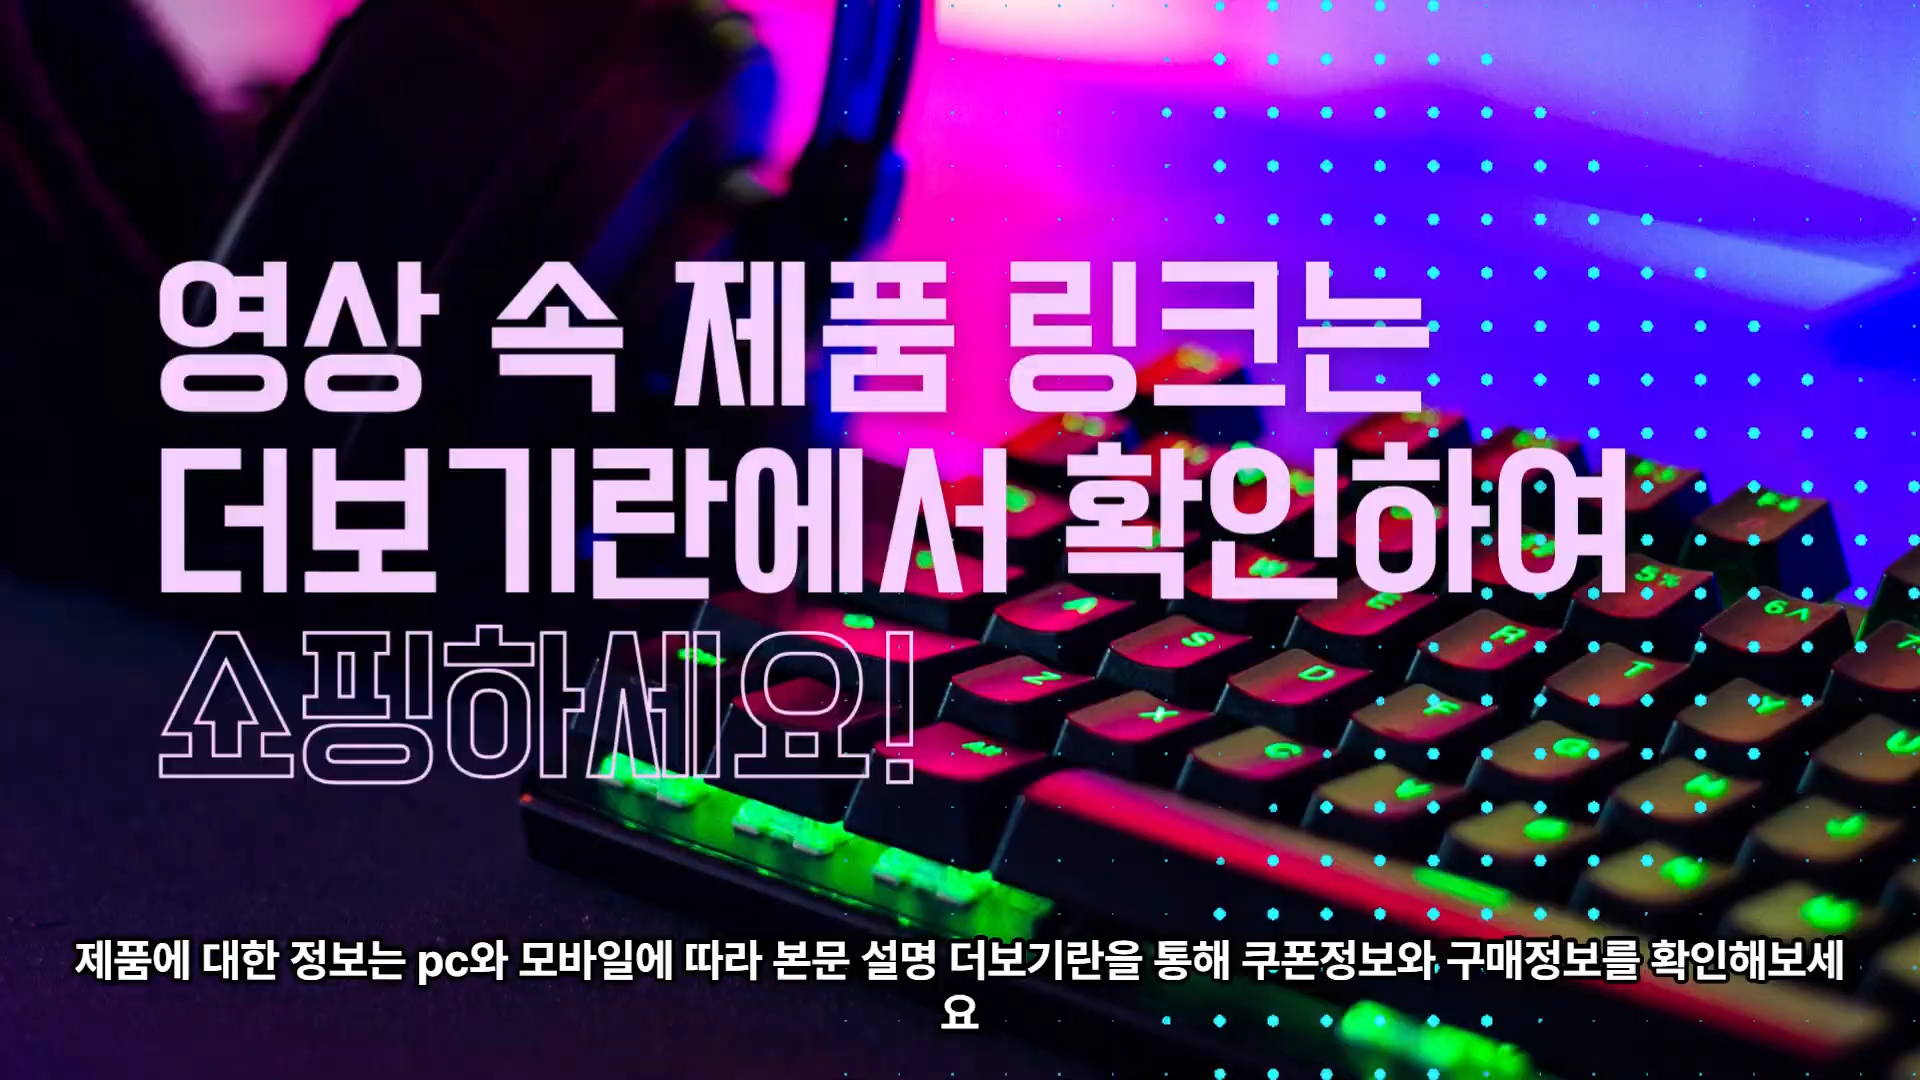 영상 속 제품 링크는
더보기란에서 확인하여
쇼핑하세요!
제품에 대한 정보는 pc와 모바일에 따라 본문 설명 더보기란을 통해 쿠폰정보와 구매정보를 확인해보세
요